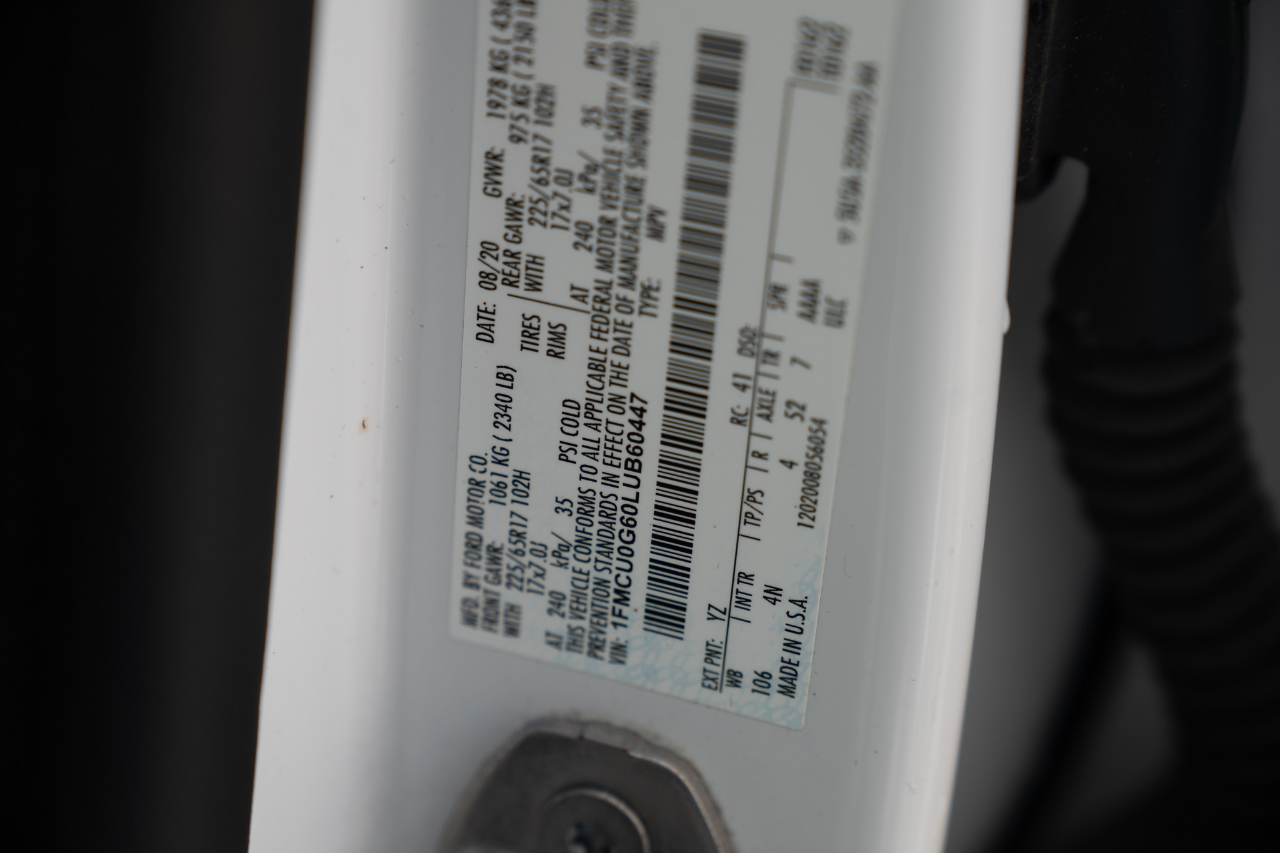 MFD. BY FORD MOTOR CO.
DATE: 08/20 GVWR: 1978 KG
FRONT GAWR: 1061 KG ( 2340 LB) REAR GAWR: 975 KG ( 2150 LB
WITH 225/65R17 102H TIRES WITH 225/65R17 102H
17x7.0J RIMS 17x7.0J
AT 240 kPa/ 35 PSI COLD AT 240 kPa/ 35 PSI COLD
THIS VEHICLE CONFORMS TO ALL APPLICABLE FEDERAL MOTOR VEHICLE SAFETY AND THEFT
PREVENTION STANDARDS IN EFFECT ON THE DATE OF MANUFACTURE SHOWN ABOVE.
VIN: 1FMCU0G60LUB60447 TYPE: MPV
EXT PNT: YZ RC: 41 DSO:
WB | INT TR | TP/PS | R | AXLE | TR | SPR |
106 4N 4 52 7 AAAA
MADE IN U.S.A. 1202008056054 ULC